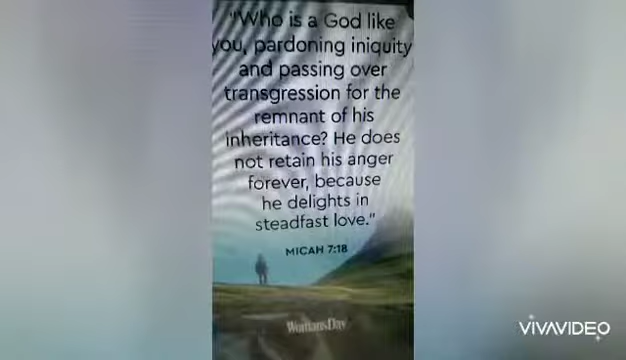 "Who is a God like
you, pardoning iniquity
and passing over
transgression for the
remnant of his
inheritance? He does
not retain his anger
forever, because
he delights in
steadfast love."
MICAH 7:18
WomansDay
VIVAVIDEO